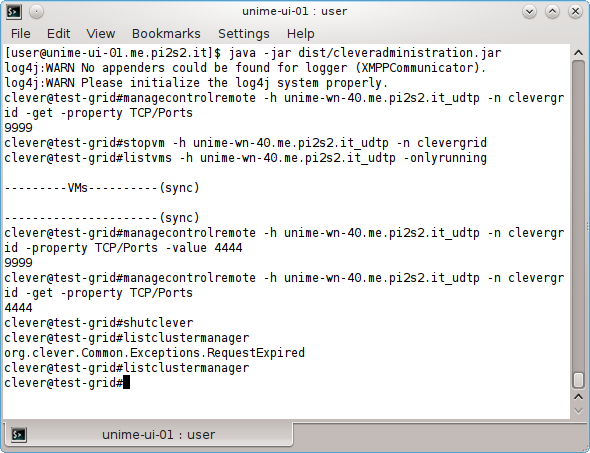 unime-ui-01 : user
File Edit View Bookmarks Settings Help
[user@unime-ui-01.me.pi2s2.it]$ java -jar dist/cleveradministration.jar
log4j:WARN No appenders could be found for logger (XMPPCommunicator).
log4j:WARN Please initialize the log4j system properly.
clever@test-grid#managecontrolremote -h unime-wn-40.me.pi2s2.it_udtp -n clevergr
id -get -property TCP/Ports
9999
clever@test-grid#stopvm -h unime-wn-40.me.pi2s2.it_udtp -n clevergrid
clever@test-grid#listvms -h unime-wn-40.me.pi2s2.it_udtp -onlyrunning
---------VMs----------(sync)
----------------------(sync)
clever@test-grid#managecontrolremote -h unime-wn-40.me.pi2s2.it_udtp -n clevergr
id -property TCP/Ports -value 4444
9999
clever@test-grid#managecontrolremote -h unime-wn-40.me.pi2s2.it_udtp -n clevergr
id -get -property TCP/Ports
4444
clever@test-grid#shutclever
clever@test-grid#listclustermanager
org.clever.Common.Exceptions.RequestExpired
clever@test-grid#listclustermanager
clever@test-grid#
unime-ui-01 : user